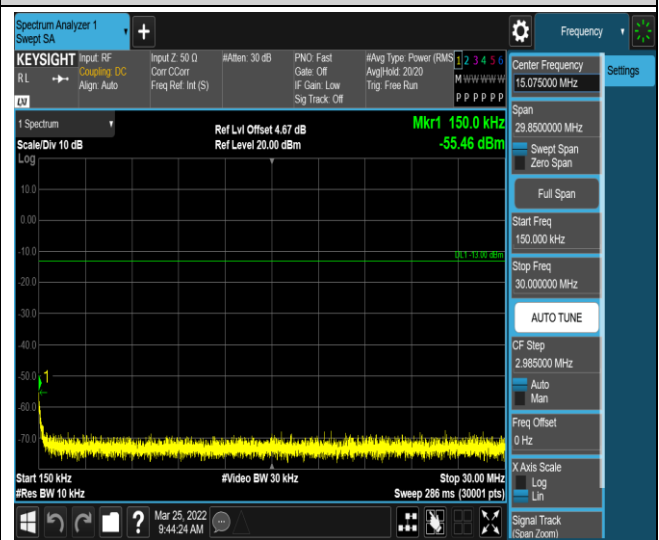 Spectrum Analyzer 1
Swept SA
Frequency
KEYSIGHT
RL
LXI
Input: RF
Coupling: DC
Align: Auto
Input Z: 50 Ω
Corr CCorr
Freq Ref: Int (S)
#Atten: 30 dB
PNO: Fast
Gate: Off
IF Gain: Low
Sig Track: Off
#Avg Type: Power (RMS
Avg|Hold: 20/20
Trig: Free Run
1 2 3 4 5 6
M W W W W W
P P P P P P
1 Spectrum
Scale/Div 10 dB
Log
Ref Lvl Offset 4.67 dB
Ref Level 20.00 dBm
Mkr1 150.0 kHz
-55.46 dBm
10.0
0.00
-10.0
DL1 -13.00 dBm
-20.0
-30.0
-40.0
-50.0
1
-60.0
-70.0
Start 150 kHz
#Res BW 10 kHz
#Video BW 30 kHz
Stop 30.00 MHz
Sweep 286 ms (30001 pts)
Mar 25, 2022
9:44:24 AM
Center Frequency
15.075000 MHz
Settings
Span
29.8500000 MHz
Swept Span
Zero Span
Full Span
Start Freq
150.000 kHz
Stop Freq
30.000000 MHz
AUTO TUNE
CF Step
2.985000 MHz
Auto
Man
Freq Offset
0 Hz
X Axis Scale
Log
Lin
Signal Track
(Span Zoom)